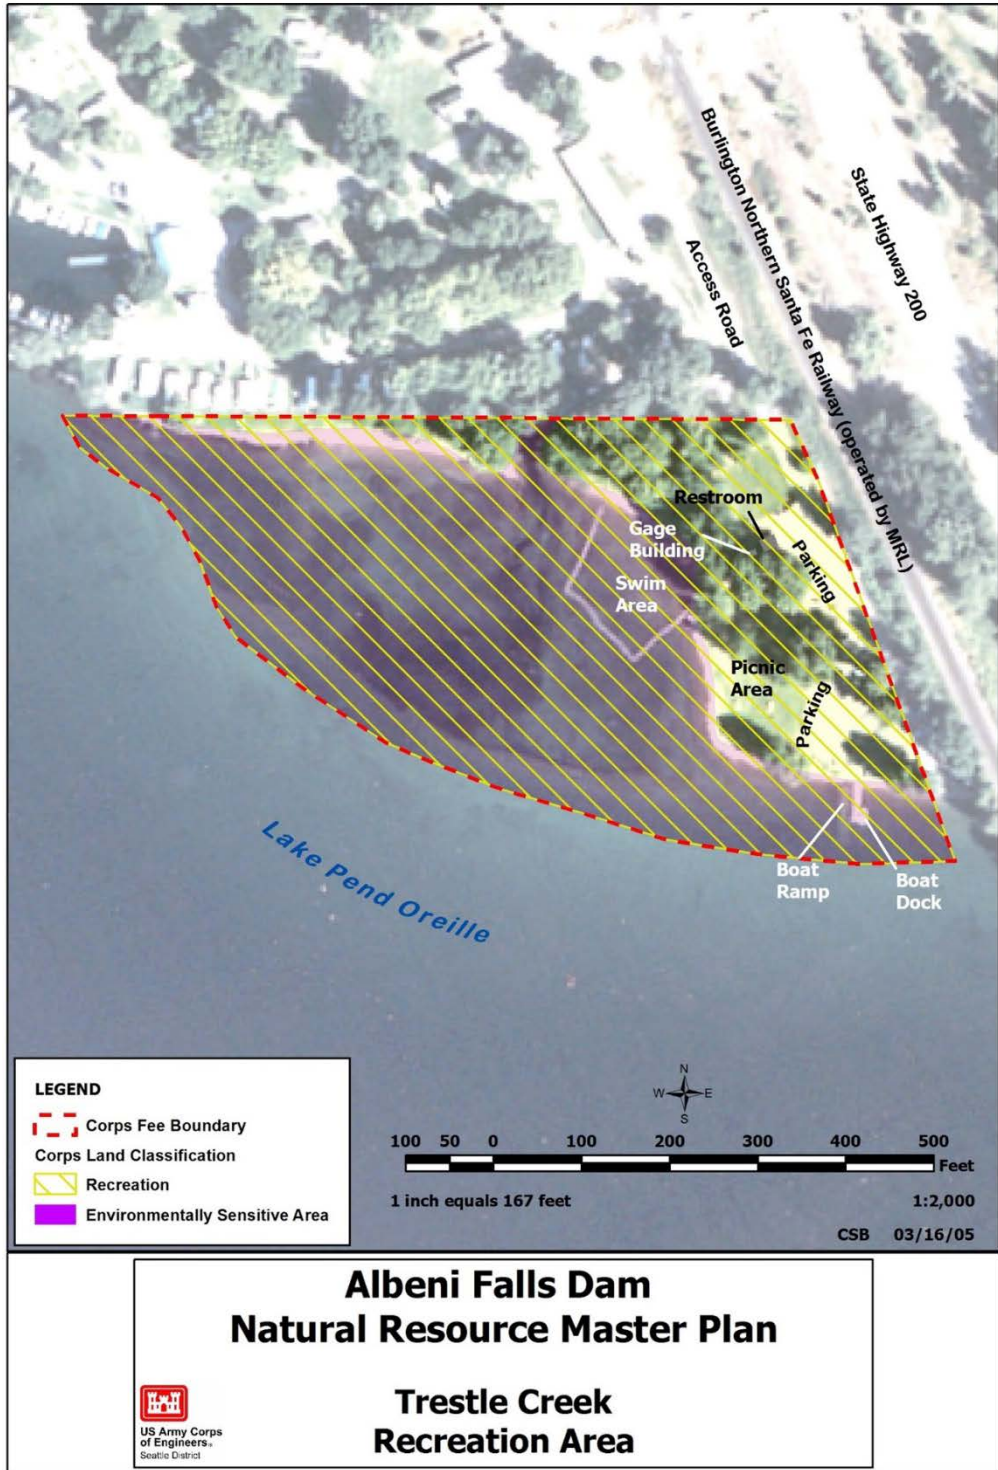 Burlington Northern Santa Fe Railway (operated by MRL)
State Highway 200
Access Road
Restroom
Gage
Building
Parking
Swim
Area
Picnic
Area
Parking
Boat
Ramp
Boat
Dock
Lake Pend Oreille
LEGEND
Corps Fee Boundary
Corps Land Classification
Recreation
Environmentally Sensitive Area
N
W E
S
100 50 0 100 200 300 400 500
Feet
1 inch equals 167 feet 1:2,000
CSB 03/16/05
Albeni Falls Dam
Natural Resource Master Plan
Trestle Creek
Recreation Area
US Army Corps
of Engineers®
Seattle District